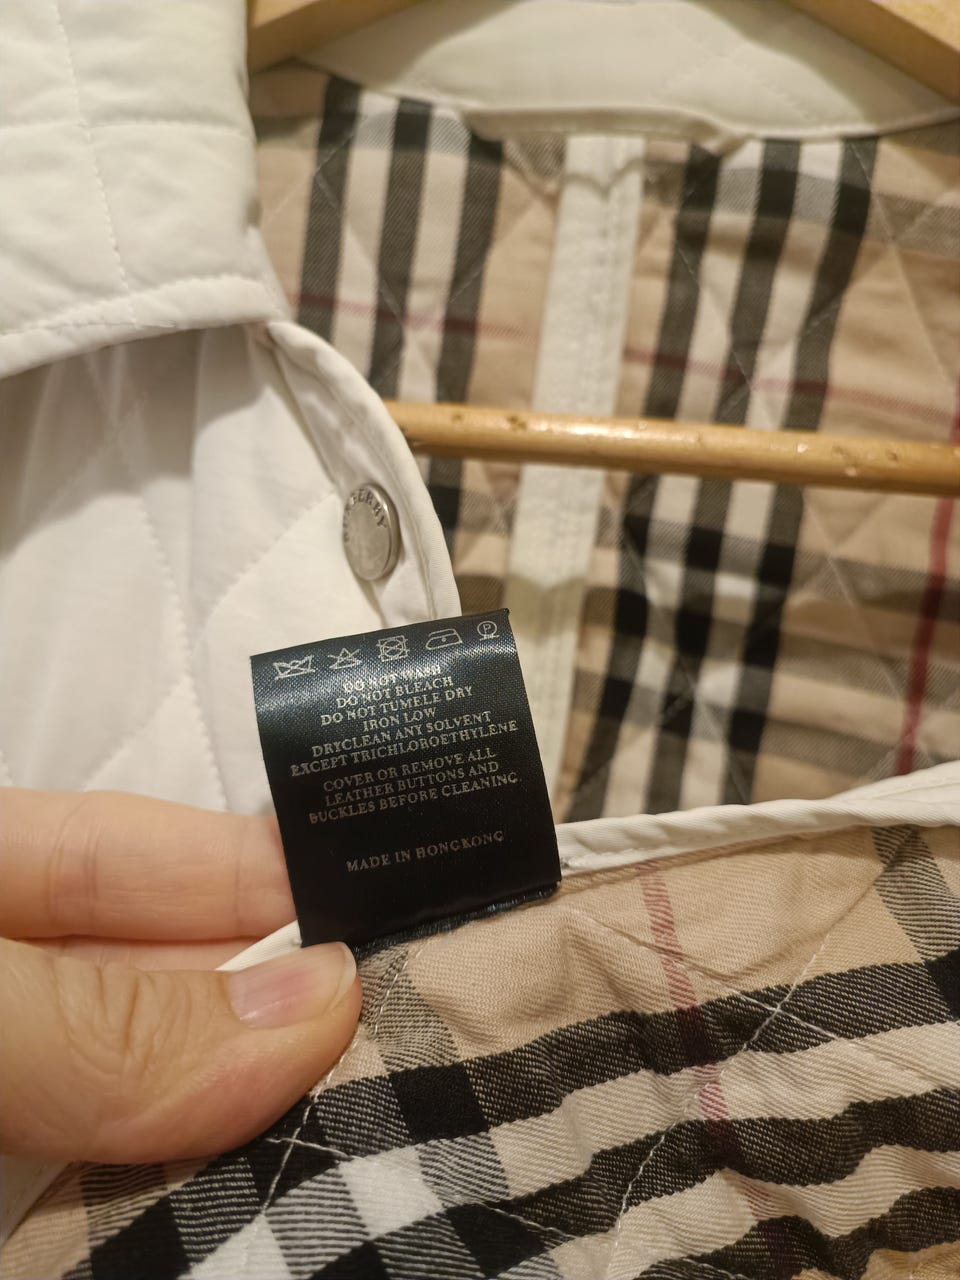 BURBERRY
P
DO NOT WASH
DO NOT BLEACH
DO NOT TUMELE DRY
IRON LOW
DRYCLEAN ANY SOLVENT
EXCEPT TRICHLOROETHYLENE
COVER OR REMOVE ALL
LEATHER BUTTONS AND
BUCKLES BEFORE CLEANING.
MADE IN HONGKONG